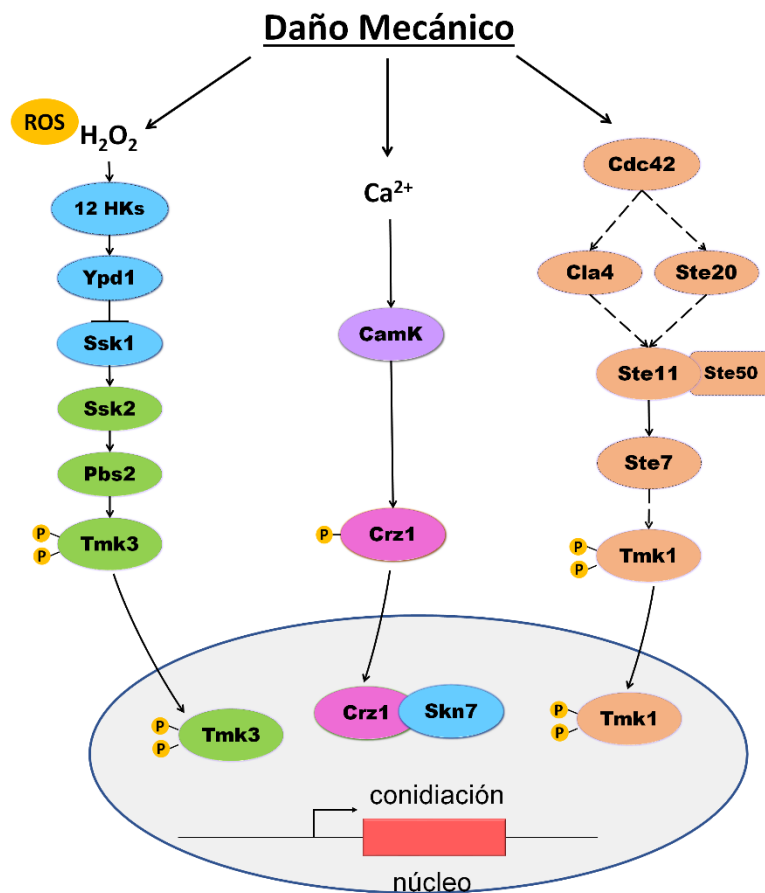 Daño Mecánico
ROS
H₂O₂
12 HKs
Ypd1
Ssk1
Ssk2
Pbs2
P
P
Tmk3
Ca²⁺
CamK
P
Crz1
Cdc42
Cla4
Ste20
Ste11
Ste50
Ste7
P
P
Tmk1
P
P
Tmk3
Crz1
Skn7
P
P
Tmk1
conidiación
núcleo